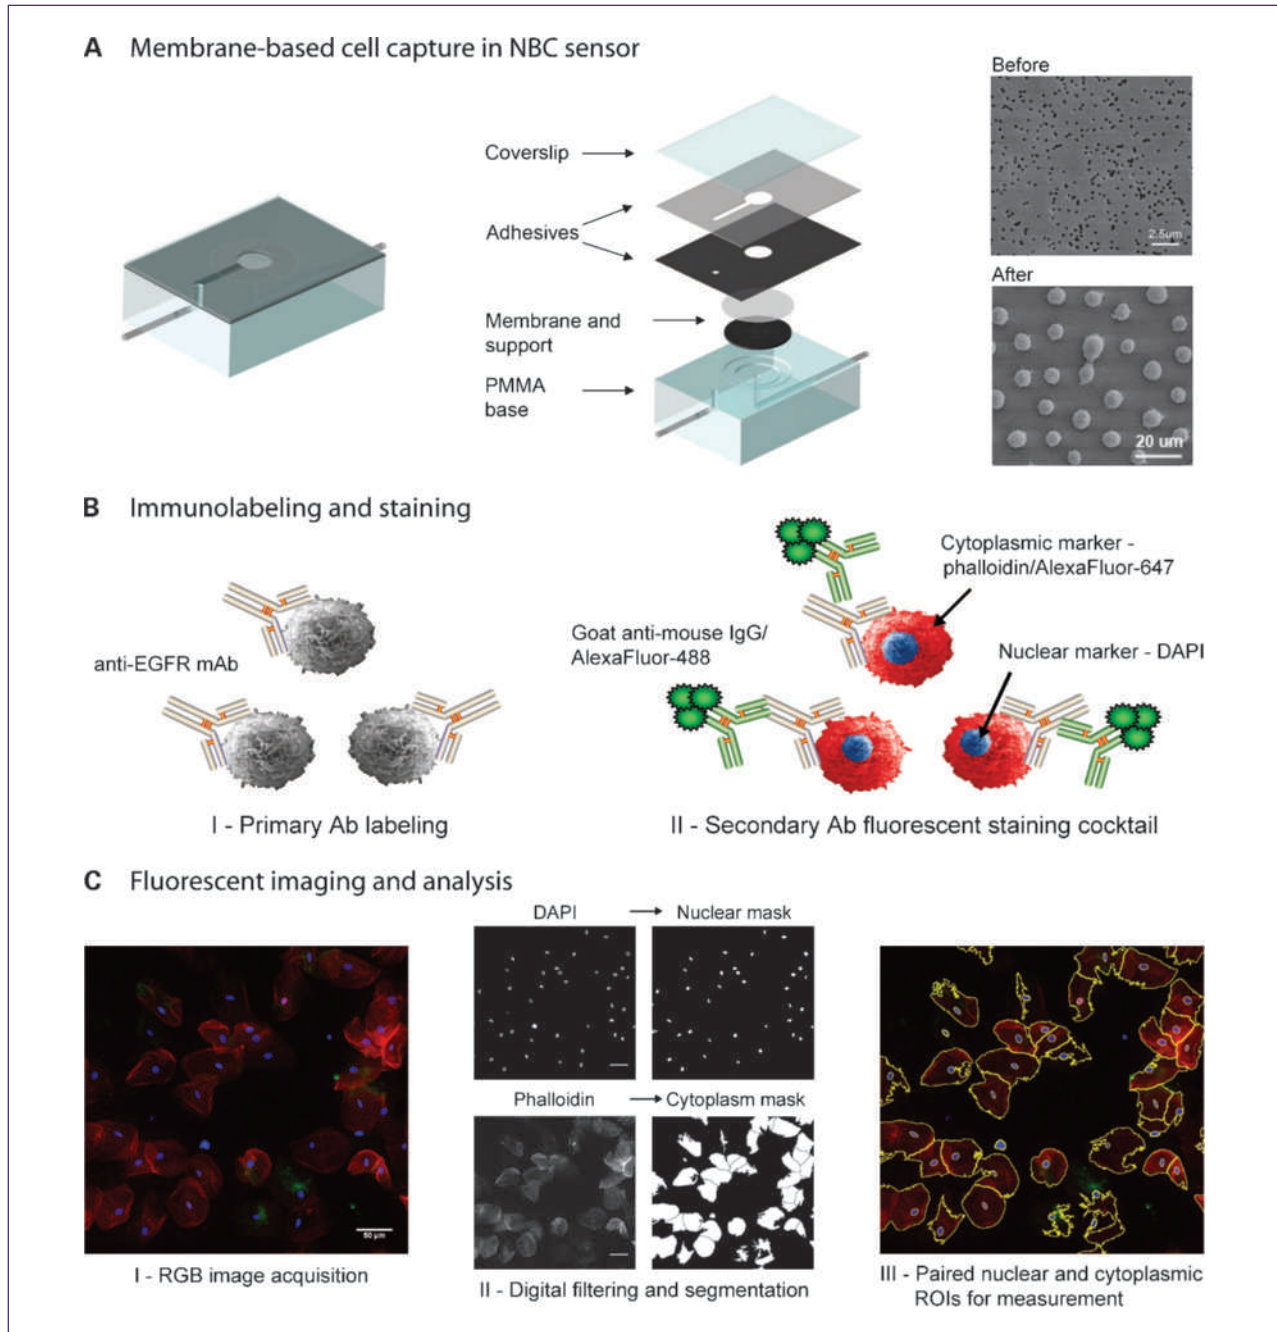 A Membrane-based cell capture in NBC sensor
Before
2.5um
After
20 um
Coverslip
Adhesives
Membrane and
support
PMMA
base
B Immunolabeling and staining
anti-EGFR mAb
I - Primary Ab labeling
Cytoplasmic marker -
phalloidin/AlexaFluor-647
Goat anti-mouse IgG/
AlexaFluor-488
Nuclear marker - DAPI
II - Secondary Ab fluorescent staining cocktail
C Fluorescent imaging and analysis
50 µm
I - RGB image acquisition
DAPI
Nuclear mask
Phalloidin
Cytoplasm mask
II - Digital filtering and segmentation
III - Paired nuclear and cytoplasmic
ROIs for measurement